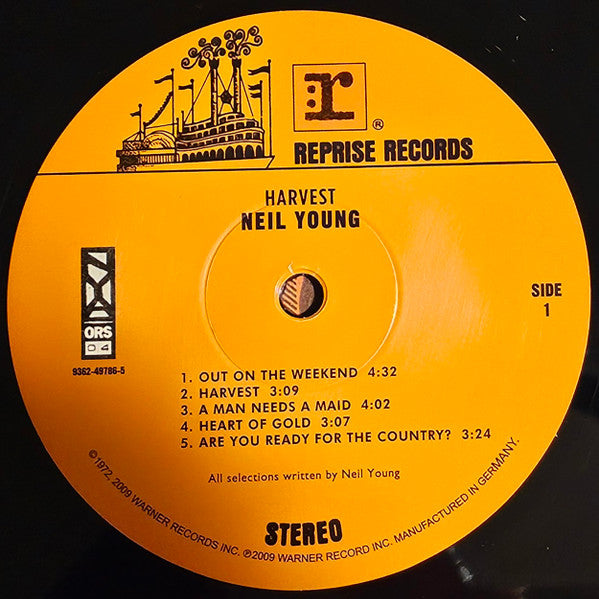 r
®
REPRISE RECORDS
HARVEST
NEIL YOUNG
ORS
9362-49786-5
SIDE
1
1. OUT ON THE WEEKEND 4:32
2. HARVEST 3:09
3. A MAN NEEDS A MAID 4:02
4. HEART OF GOLD 3:07
5. ARE YOU READY FOR THE COUNTRY? 3:24
All selections written by Neil Young
STEREO
©1972, 2009 WARNER RECORDS INC. ℗2009 WARNER RECORD INC. MANUFACTURED IN GERMANY.